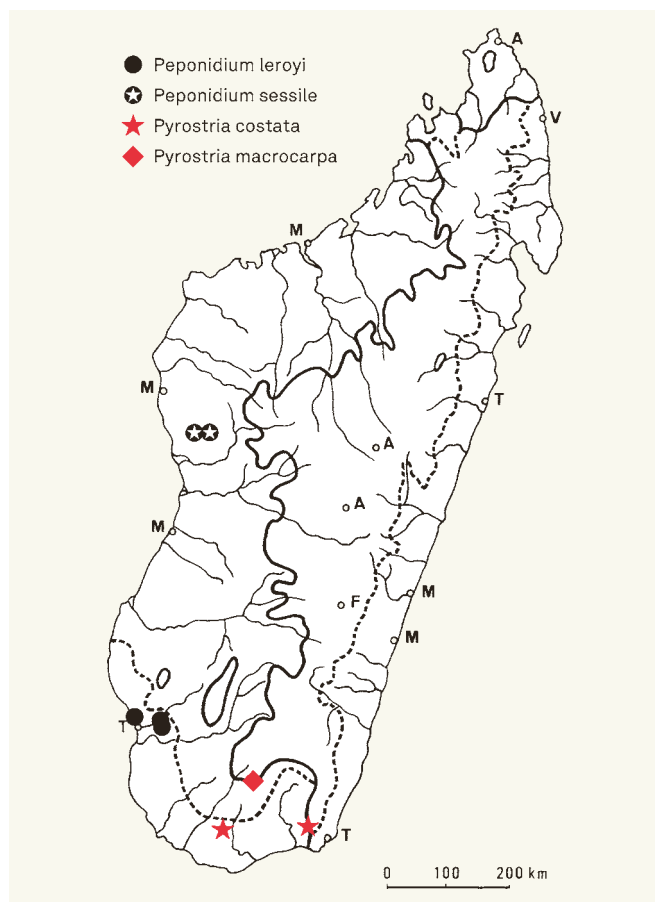 Peponidium leroyi
Peponidium sessile
Pyrostria costata
Pyrostria macrocarpa
A
V
M
M
T
A
A
M
M
F
M
T
T
0 100 200 km